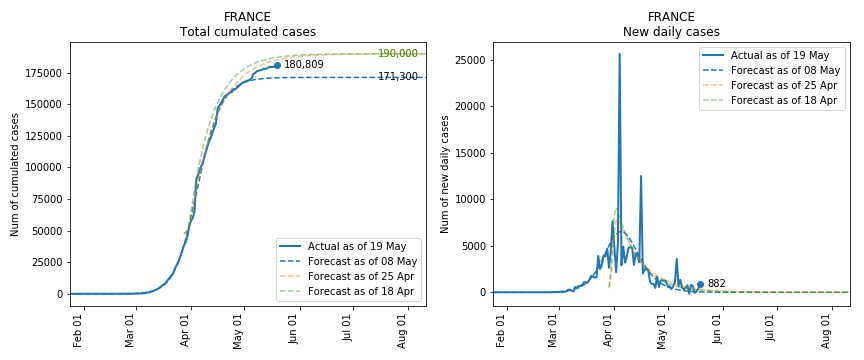 FRANCE
Total cumulated cases
Num of cumulated cases
175000
150000
125000
100000
75000
50000
25000
0
190,000
180,809
171,300
Actual as of 19 May
Forecast as of 08 May
Forecast as of 25 Apr
Forecast as of 18 Apr
Feb 01
Mar 01
Apr 01
May 01
Jun 01
Jul 01
Aug 01
FRANCE
New daily cases
Num of new daily cases
25000
20000
15000
10000
5000
0
Actual as of 19 May
Forecast as of 08 May
Forecast as of 25 Apr
Forecast as of 18 Apr
882
Feb 01
Mar 01
Apr 01
May 01
Jun 01
Jul 01
Aug 01